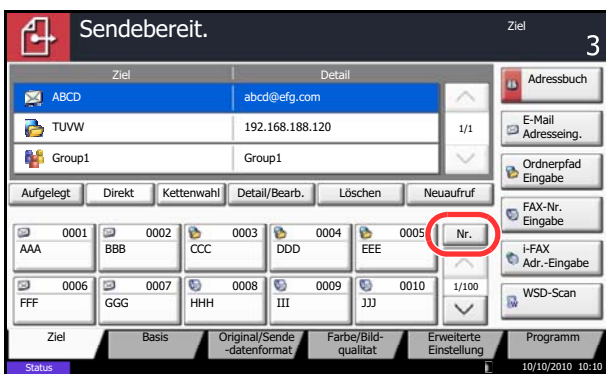 Sendebereit.
Ziel
3
Ziel Detail
ABCD abcd@efg.com
TUVW 192.168.188.120
1/1
Group1 Group1
Adressbuch
E-Mail
Adresseing.
Ordnerpfad
Eingabe
FAX-Nr.
Eingabe
i-FAX
Adr.-Eingabe
WSD-Scan
Aufgelegt Direkt Kettenwahl Detail/Bearb. Löschen Neuaufruf
0001 0002 0003 0004 0005 Nr.
AAA BBB CCC DDD EEE
0006 0007 0008 0009 0010 1/100
FFF GGG HHH III JJJ
Ziel Basis Original/Sende
-datenformat Farbe/Bild-
qualitat Erweiterte
Einstellung Programm
Status 10/10/2010 10:10